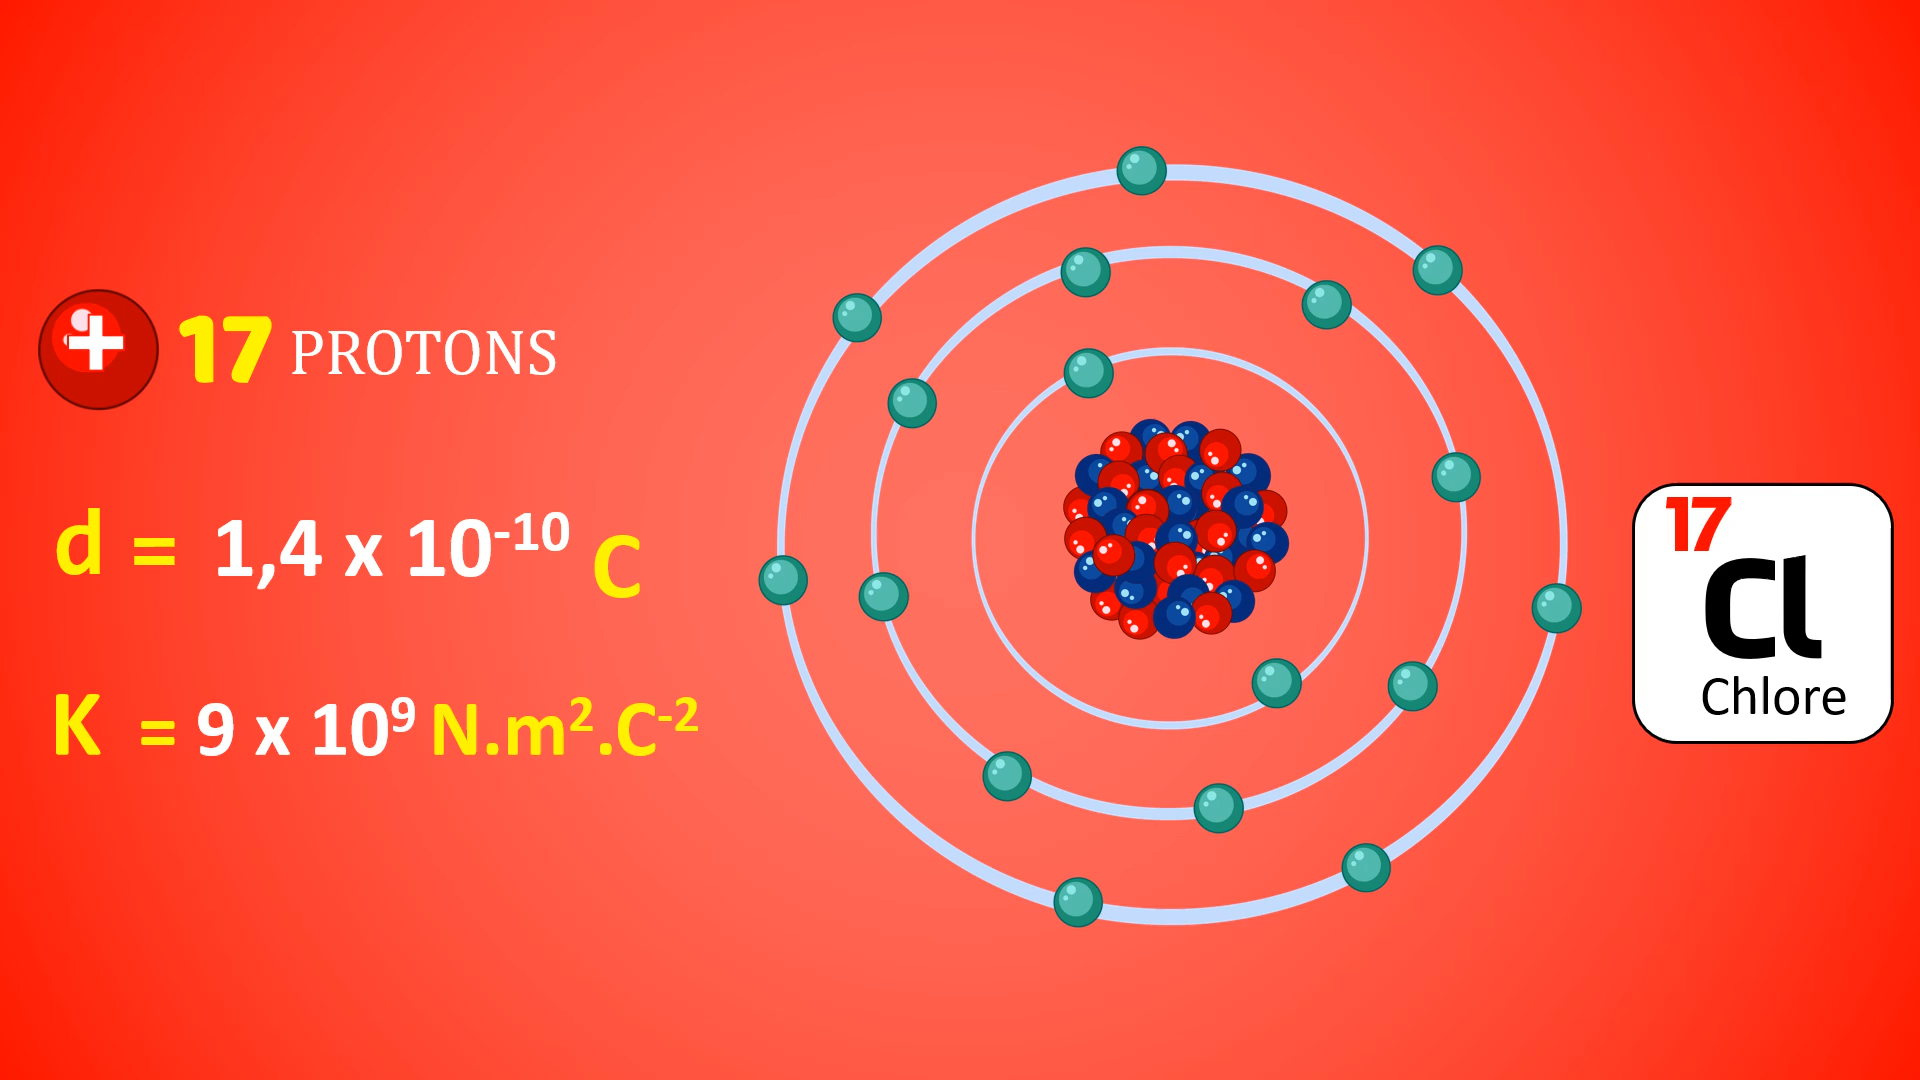 + 17 PROTONS
d = 1,4 x 10⁻¹⁰ C
K = 9 x 10⁹ N.m².C⁻²
17
Cl
Chlore